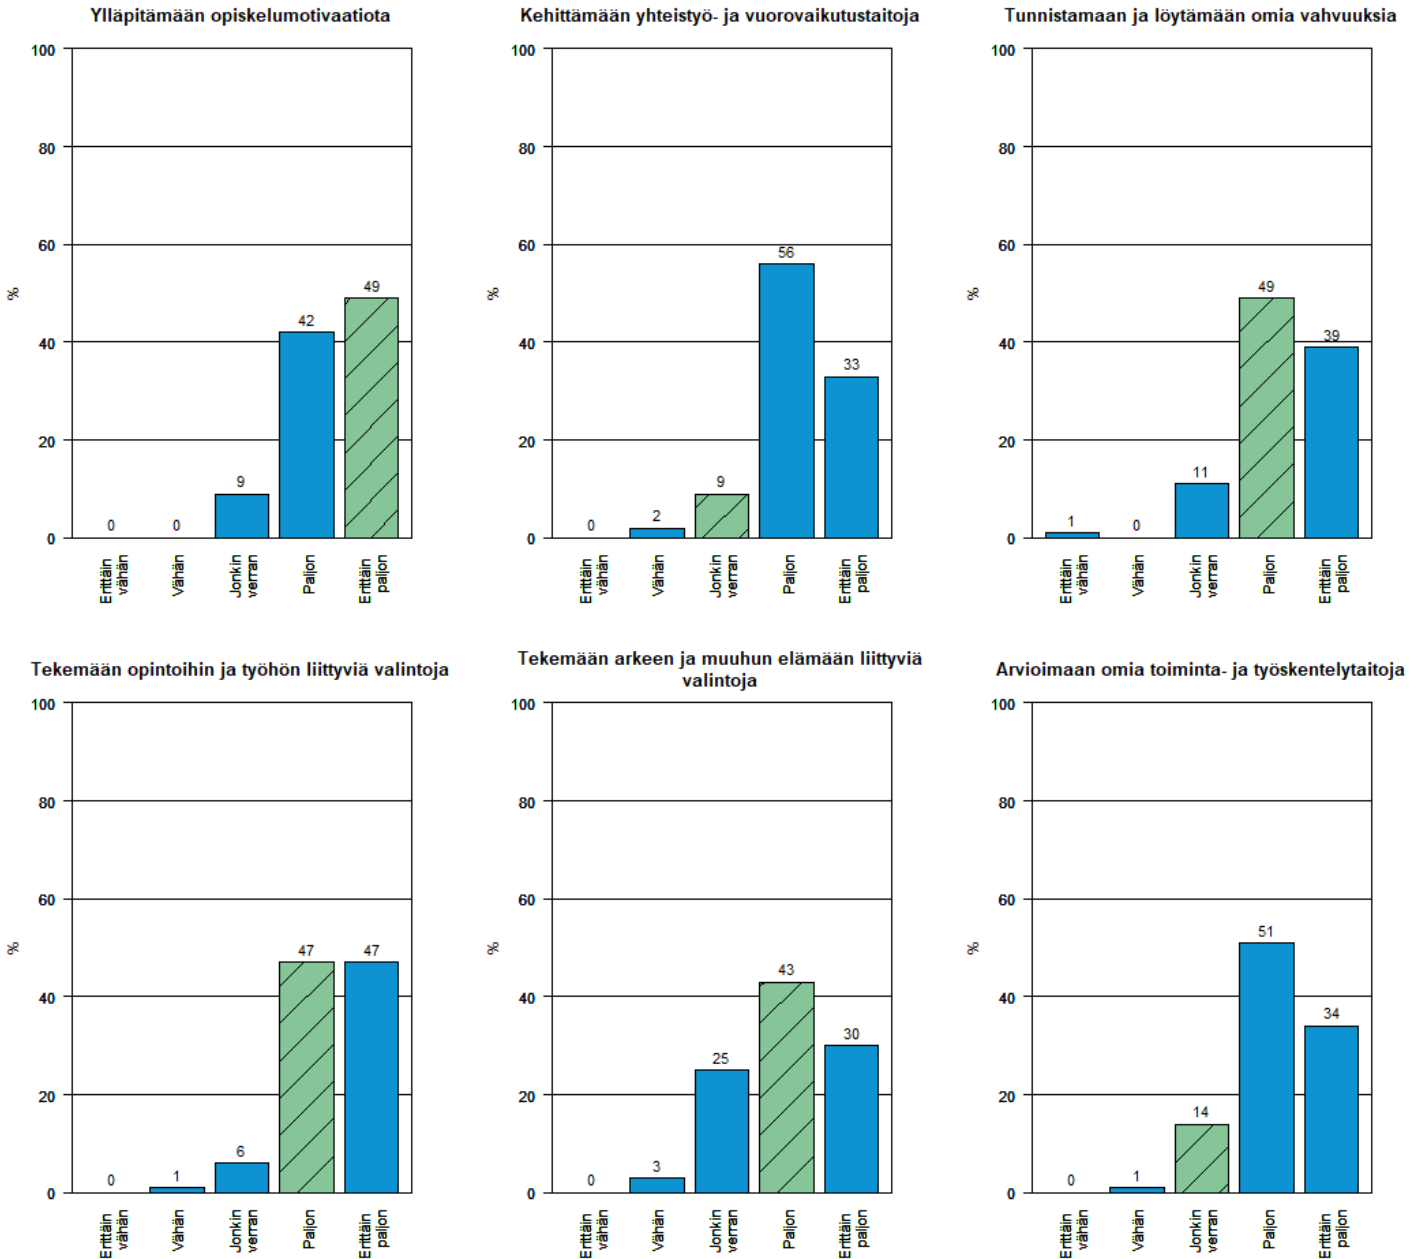 Ylläpitämään opiskelumotivaatiota
100
80
60
40
20
0
%
0
0
9
42
49
Erittäin
vähän
Vähän
Jonkin
verran
Paljon
Erittäin
paljon
Kehittämään yhteistyö- ja vuorovaikutustaitoja
100
80
60
40
20
0
%
0
2
9
56
33
Erittäin
vähän
Vähän
Jonkin
verran
Paljon
Erittäin
paljon
Tunnistamaan ja löytämään omia vahvuuksia
100
80
60
40
20
0
%
1
0
11
49
39
Erittäin
vähän
Vähän
Jonkin
verran
Paljon
Erittäin
paljon
Tekemään opintoihin ja työhön liittyviä valintoja
100
80
60
40
20
0
%
0
1
6
47
47
Erittäin
vähän
Vähän
Jonkin
verran
Paljon
Erittäin
paljon
Tekemään arkeen ja muuhun elämään liittyviä
valintoja
100
80
60
40
20
0
%
0
3
25
43
30
Erittäin
vähän
Vähän
Jonkin
verran
Paljon
Erittäin
paljon
Arvioimaan omia toiminta- ja työskentelytaitoja
100
80
60
40
20
0
%
0
1
14
51
34
Erittäin
vähän
Vähän
Jonkin
verran
Paljon
Erittäin
paljon